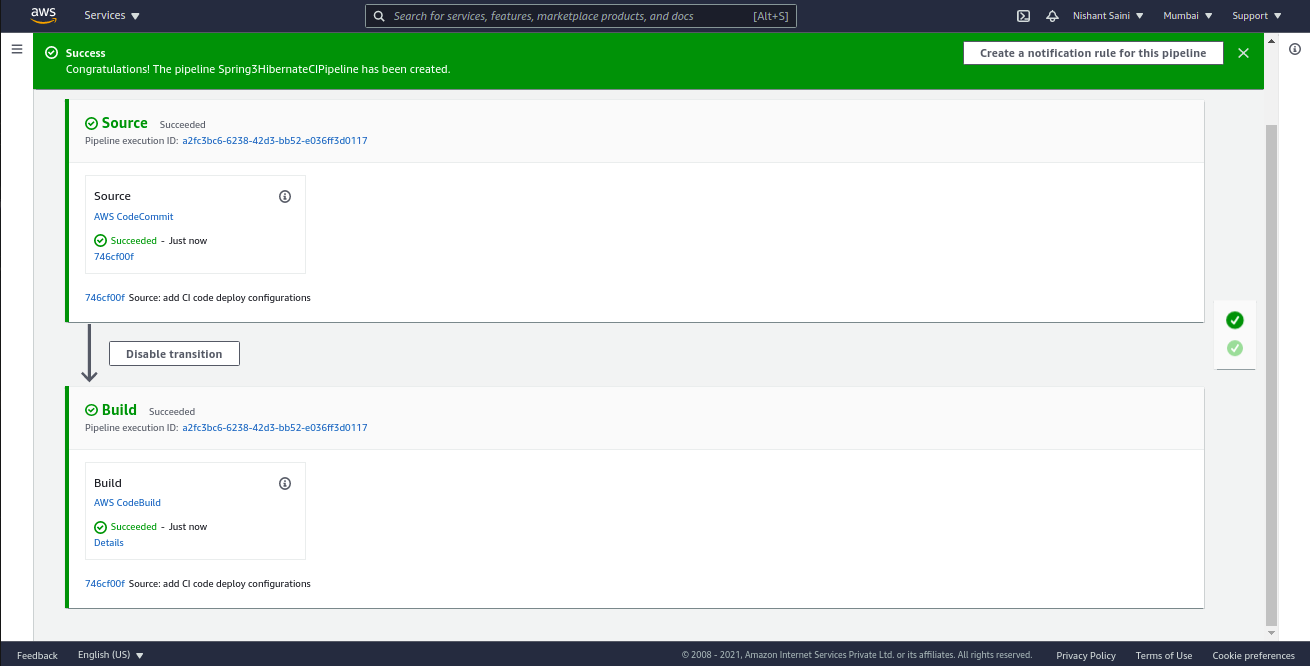 aws
Services
Search for services, features, marketplace products, and docs [Alt+S]
Nishant Saini Mumbai Support
Success
Congratulations! The pipeline Spring3HibernateCIPipeline has been created.
Create a notification rule for this pipeline
Source Succeeded
Pipeline execution ID: a2fc3bc6-6238-42d3-bb52-e036ff3d0117
Source
AWS CodeCommit
Succeeded - Just now
746cf00f
746cf00f Source: add CI code deploy configurations
Disable transition
Build Succeeded
Pipeline execution ID: a2fc3bc6-6238-42d3-bb52-e036ff3d0117
Build
AWS CodeBuild
Succeeded - Just now
Details
746cf00f Source: add CI code deploy configurations
Feedback English (US) © 2008 - 2021, Amazon Internet Services Private Ltd. or its affiliates. All rights reserved. Privacy Policy Terms of Use Cookie preferences